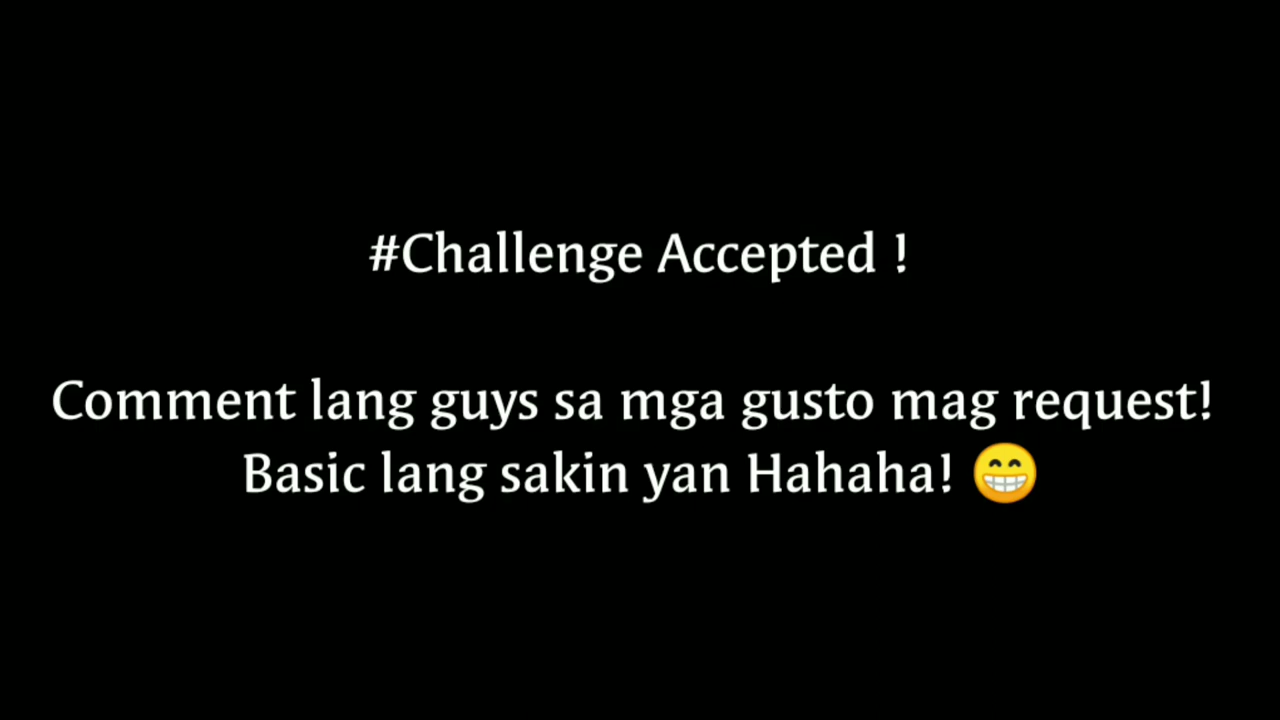 #Challenge Accepted !
Comment lang guys sa mga gusto mag request!
Basic lang sakin yan Hahaha! 😁